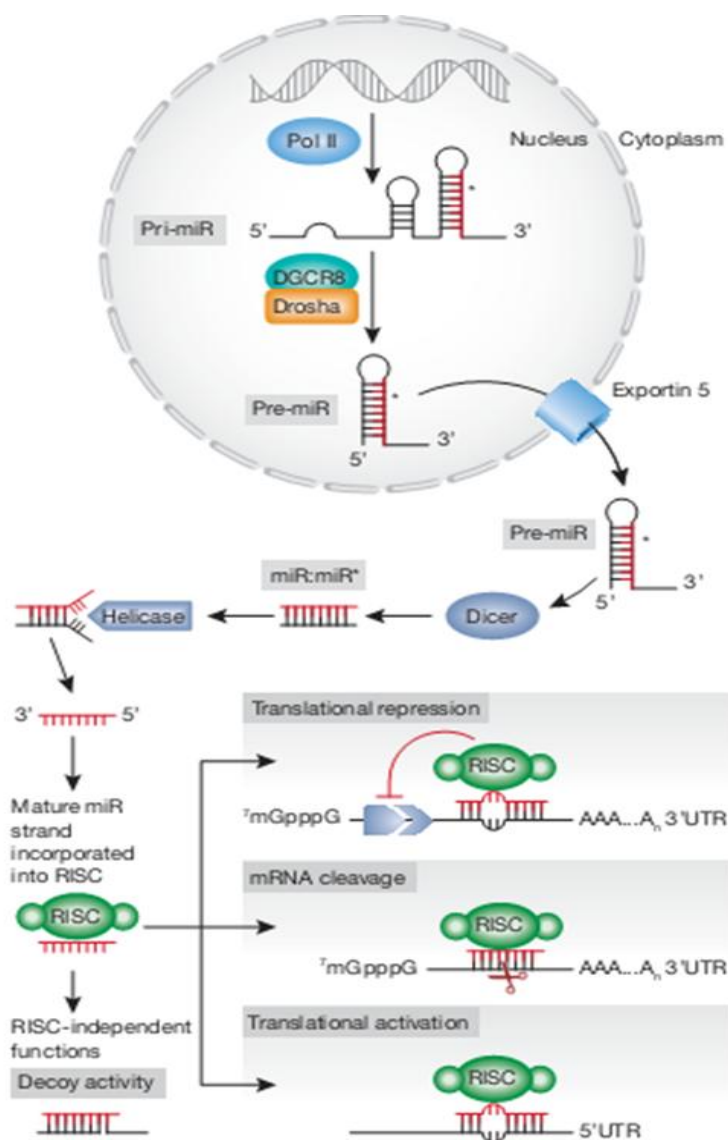 Pol II
Nucleus Cytoplasm
*
Pri-miR 5' 3'
DGCR8
Drosha
Exportin 5
Pre-miR *
3'
5'
Pre-miR *
3'
5'
miR:miR*
Helicase Dicer
3' 5'
Translational repression
RISC
⁷mGpppG AAA...Aₙ 3'UTR
Mature miR
strand
incorporated
into RISC
mRNA cleavage
RISC RISC
⁷mGpppG AAA...Aₙ 3'UTR
RISC-independent
functions
Translational activation
Decoy activity
RISC
5'UTR